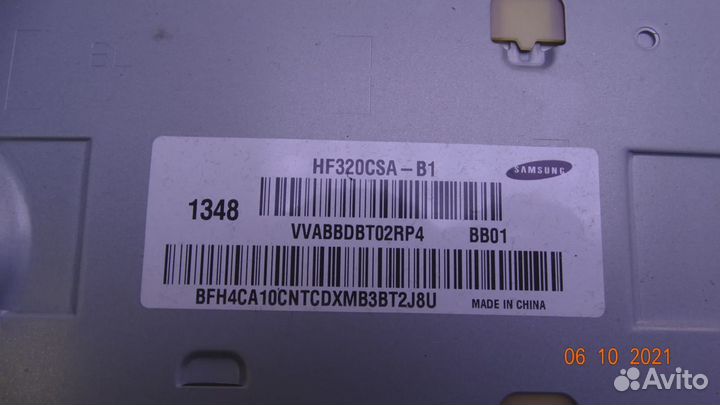 HF320CSA-B1
SAMSUNG
1348
VVABBDBT02RP4 BB01
BFH4CA10CNTCDXMB3BT2J8U
MADE IN CHINA
06 10 2021
Avito